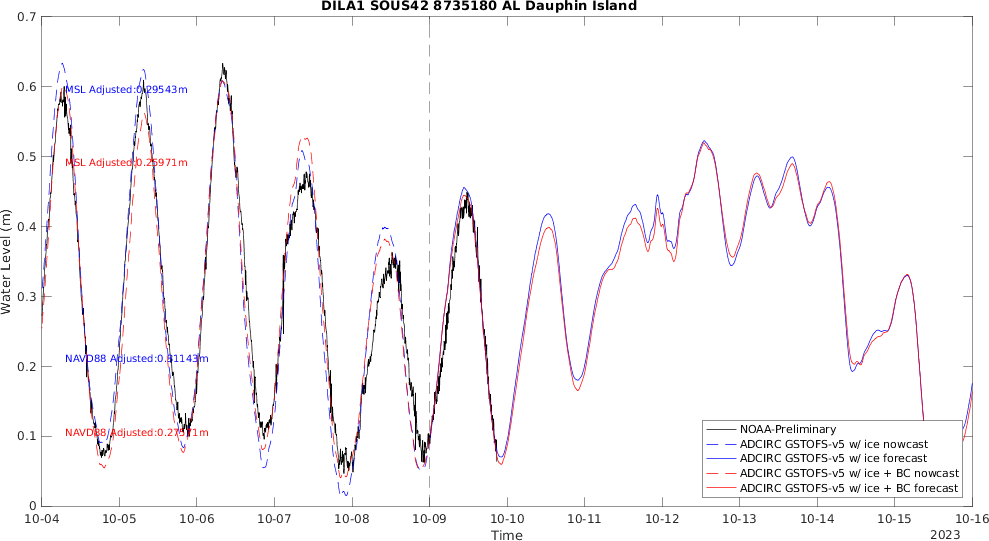 DILA1 SOUS42 8735180 AL Dauphin Island
0.7
0.6
0.5
0.4
0.3
0.2
0.1
0
Water Level (m)
MSL Adjusted:0.29543m
MSL Adjusted:0.25971m
NAVD88 Adjusted:0.31143m
NAVD88 Adjusted:0.27571m
NOAA-Preliminary
ADCIRC GSTOFS-v5 w/ ice nowcast
ADCIRC GSTOFS-v5 w/ ice forecast
ADCIRC GSTOFS-v5 w/ ice + BC nowcast
ADCIRC GSTOFS-v5 w/ ice + BC forecast
10-04 10-05 10-06 10-07 10-08 10-09 10-10 10-11 10-12 10-13 10-14 10-15 10-16
Time
2023